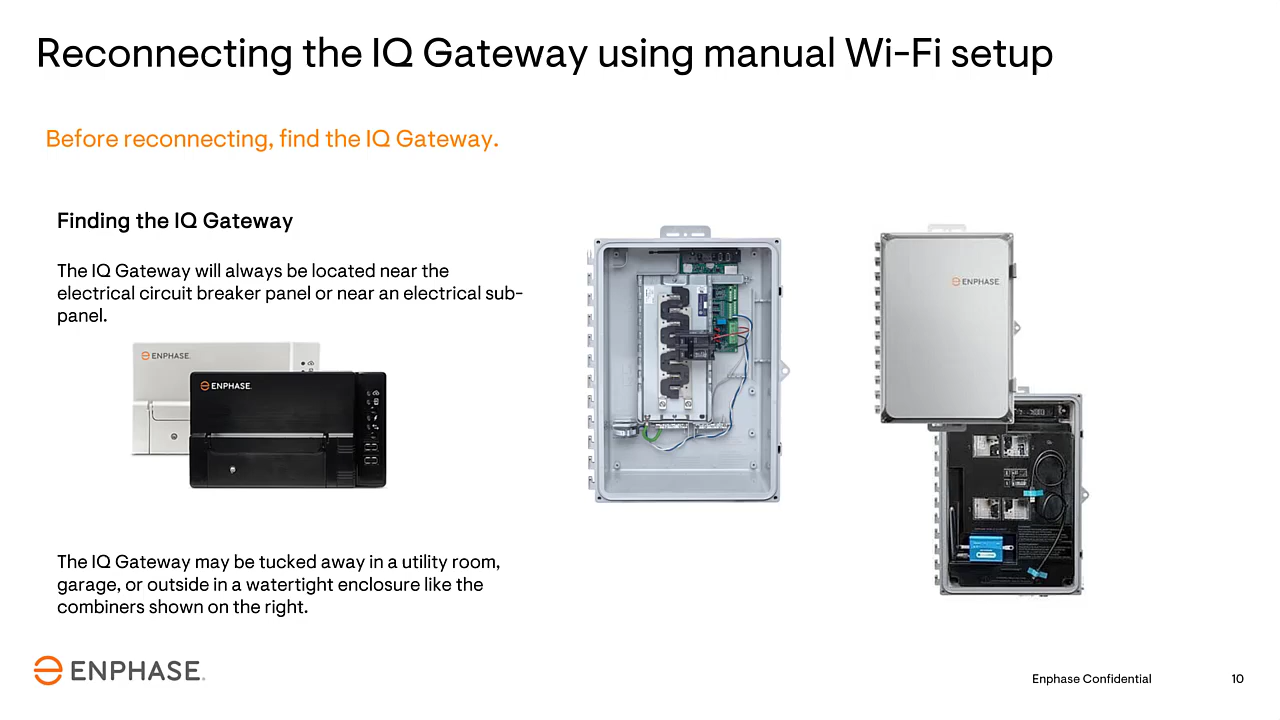 Reconnecting the IQ Gateway using manual Wi-Fi setup
Before reconnecting, find the IQ Gateway.
Finding the IQ Gateway
The IQ Gateway will always be located near the
electrical circuit breaker panel or near an electrical sub-
panel.
ENPHASE.
ENPHASE.
ENPHASE.
The IQ Gateway may be tucked away in a utility room,
garage, or outside in a watertight enclosure like the
combiners shown on the right.
ENPHASE.
Enphase Confidential
10